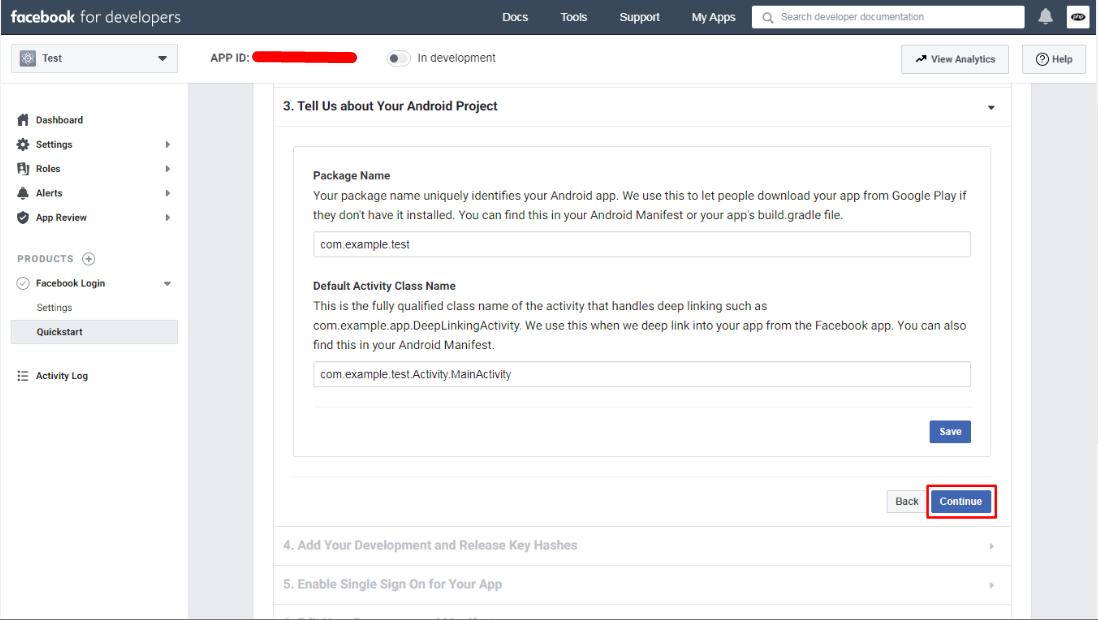 facebook for developers
Docs
Tools
Support
My Apps
Search developer documentation
php
Test
APP ID:
In development
View Analytics
Help
Dashboard
Settings
Roles
Alerts
App Review
PRODUCTS
Facebook Login
Settings
Quickstart
Activity Log
3. Tell Us about Your Android Project
Package Name
Your package name uniquely identifies your Android app. We use this to let people download your app from Google Play if
they don't have it installed. You can find this in your Android Manifest or your app's build.gradle file.
com.example.test
Default Activity Class Name
This is the fully qualified class name of the activity that handles deep linking such as
com.example.app.DeepLinkingActivity. We use this when we deep link into your app from the Facebook app. You can also
find this in your Android Manifest.
com.example.test.Activity.MainActivity
Save
Back
Continue
4. Add Your Development and Release Key Hashes
5. Enable Single Sign On for Your App